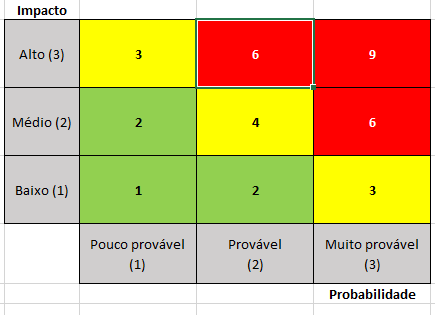 Impacto
Alto (3) 3 6 9
Médio (2) 2 4 6
Baixo (1) 1 2 3
Pouco provável Provável Muito provável
(1) (2) (3)
Probabilidade